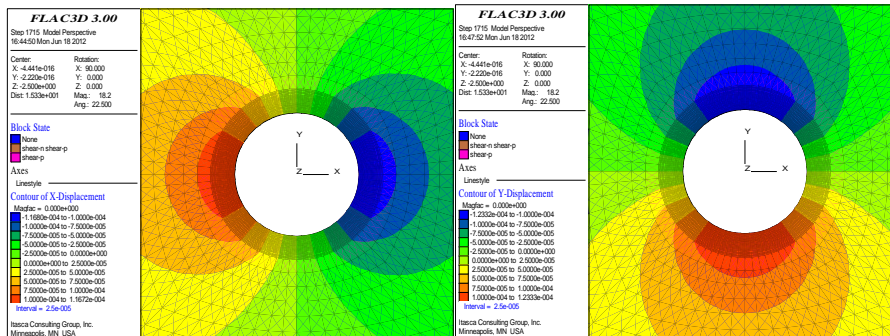 FLAC3D 3.00
Step 1715 Model Perspective
16:44:50 Mon Jun 18 2012
Center:
X: -4.441e-016
Y: -2.220e-016
Z: -2.500e+000
Dist: 1.533e+001
Rotation:
X: 90.000
Y: 0.000
Z: 0.000
Mag.: 18.2
Ang.: 22.500
Block State
None
shear-n shear-p
shear-p
Axes
Linestyle
Contour of X-Displacement
Magfac = 0.000e+000
-1.1680e-004 to -1.0000e-004
-1.0000e-004 to -7.5000e-005
-7.5000e-005 to -5.0000e-005
-5.0000e-005 to -2.5000e-005
-2.5000e-005 to 0.0000e+000
0.0000e+000 to 2.5000e-005
2.5000e-005 to 5.0000e-005
5.0000e-005 to 7.5000e-005
7.5000e-005 to 1.0000e-004
1.0000e-004 to 1.1672e-004
Interval = 2.5e-005
Itasca Consulting Group, Inc.
Minneapolis, MN USA
Y
Z
X
FLAC3D 3.00
Step 1715 Model Perspective
16:47:52 Mon Jun 18 2012
Center:
X: -4.441e-016
Y: -2.220e-016
Z: -2.500e+000
Dist: 1.533e+001
Rotation:
X: 90.000
Y: 0.000
Z: 0.000
Mag.: 18.2
Ang.: 22.500
Block State
None
shear-n shear-p
shear-p
Axes
Linestyle
Contour of Y-Displacement
Magfac = 0.000e+000
-1.2332e-004 to -1.0000e-004
-1.0000e-004 to -7.5000e-005
-7.5000e-005 to -5.0000e-005
-5.0000e-005 to -2.5000e-005
-2.5000e-005 to 0.0000e+000
0.0000e+000 to 2.5000e-005
2.5000e-005 to 5.0000e-005
5.0000e-005 to 7.5000e-005
7.5000e-005 to 1.0000e-004
1.0000e-004 to 1.2333e-004
Interval = 2.5e-005
Itasca Consulting Group, Inc.
Minneapolis, MN USA
Y
Z
X